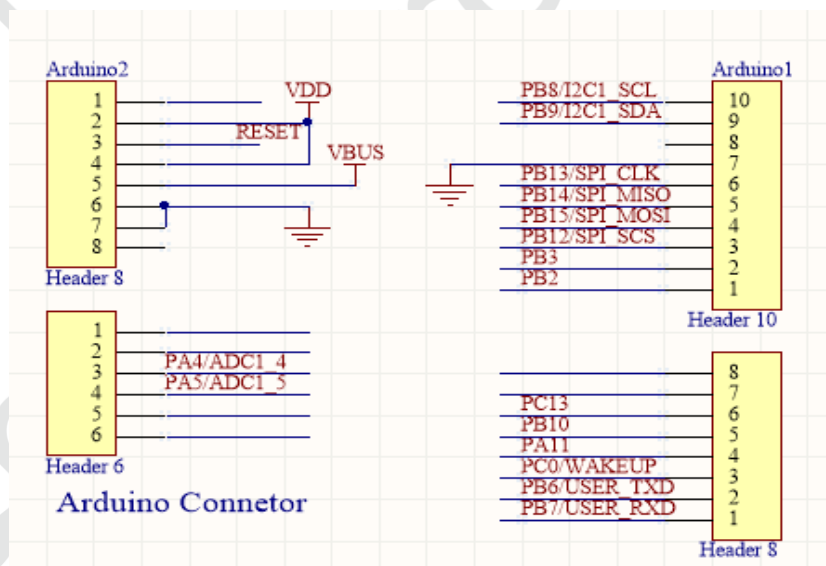 Arduino2
1
2
3
4
5
6
7
8
Header 8
VDD
RESET
VBUS
1
2
3
4
5
6
PA4/ADC1_4
PA5/ADC1_5
Header 6
Arduino Connetor
Arduino1
PB8/I2C1_SCL
10
PB9/I2C1_SDA
9
8
7
PB13/SPI_CLK
6
PB14/SPI_MISO
5
PB15/SPI_MOSI
4
PB12/SPI_SCS
3
PB3
2
PB2
1
Header 10
8
7
PC13
6
PB10
5
PA11
4
PC0/WAKEUP
3
PB6/USER_TXD
2
PB7/USER_RXD
1
Header 8